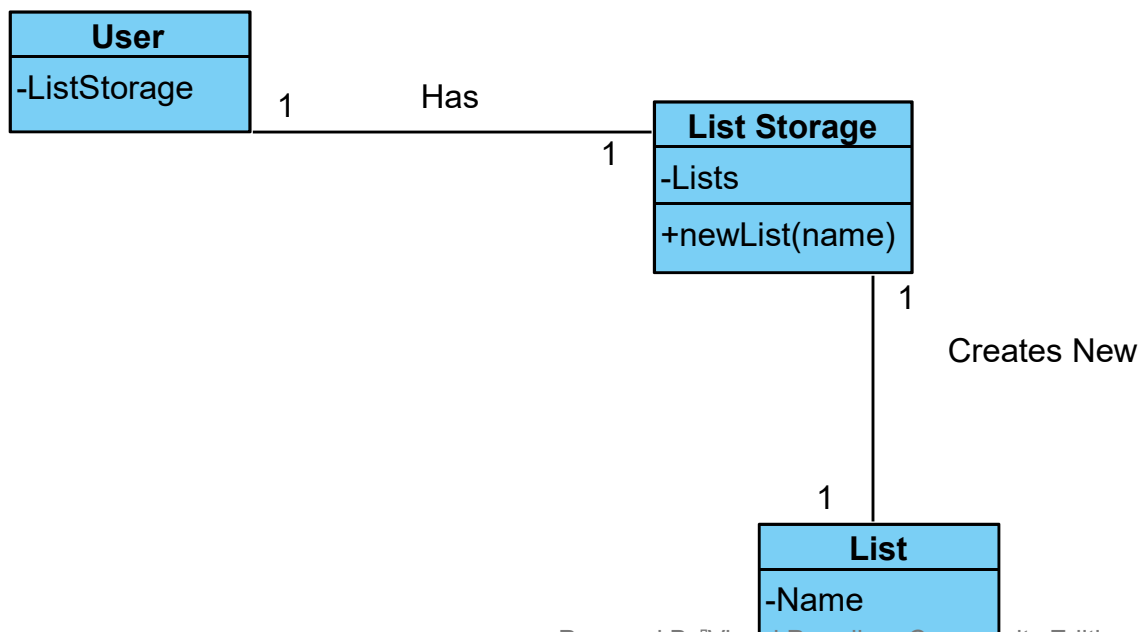 User
-ListStorage
1
Has
1
List Storage
-Lists
+newList(name)
1
Creates New
1
List
-Name